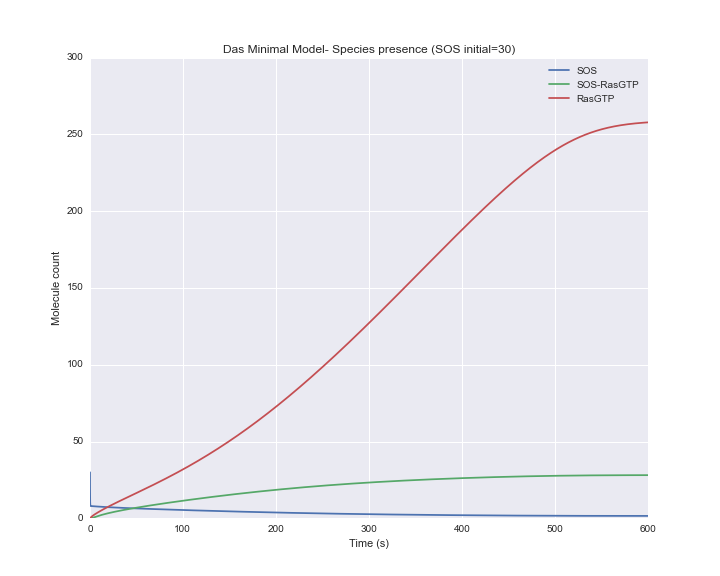 Das Minimal Model- Species presence (SOS initial=30)
300
SOS
SOS-RasGTP
RasGTP
250
200
150
100
50
0
Molecule count
0 100 200 300 400 500 600
Time (s)